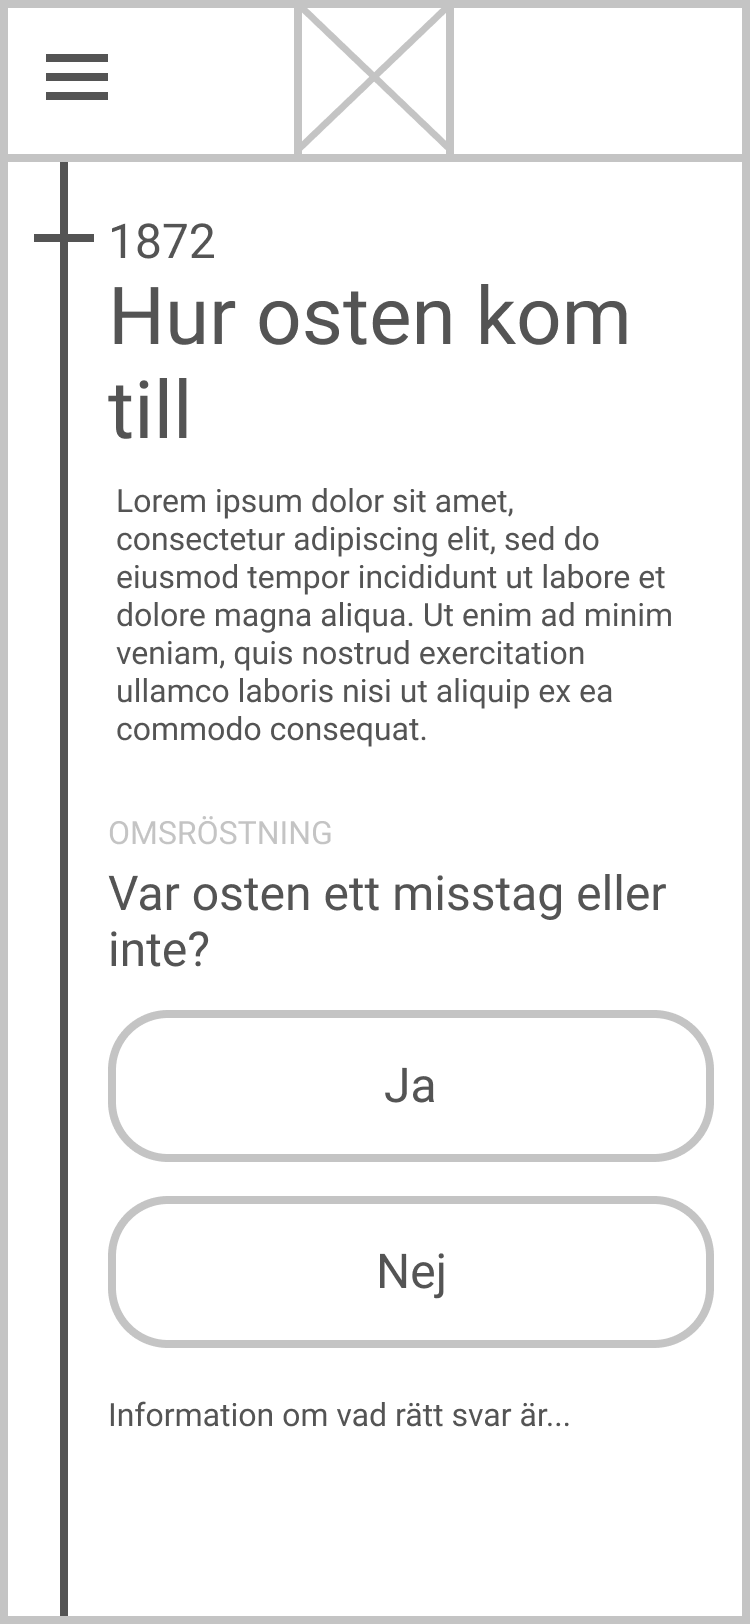 1872
Hur osten kom
till
Lorem ipsum dolor sit amet,
consectetur adipiscing elit, sed do
eiusmod tempor incididunt ut labore et
dolore magna aliqua. Ut enim ad minim
veniam, quis nostrud exercitation
ullamco laboris nisi ut aliquip ex ea
commodo consequat.
OMSRÖSTNING
Var osten ett misstag eller
inte?
Ja
Nej
Information om vad rätt svar är...